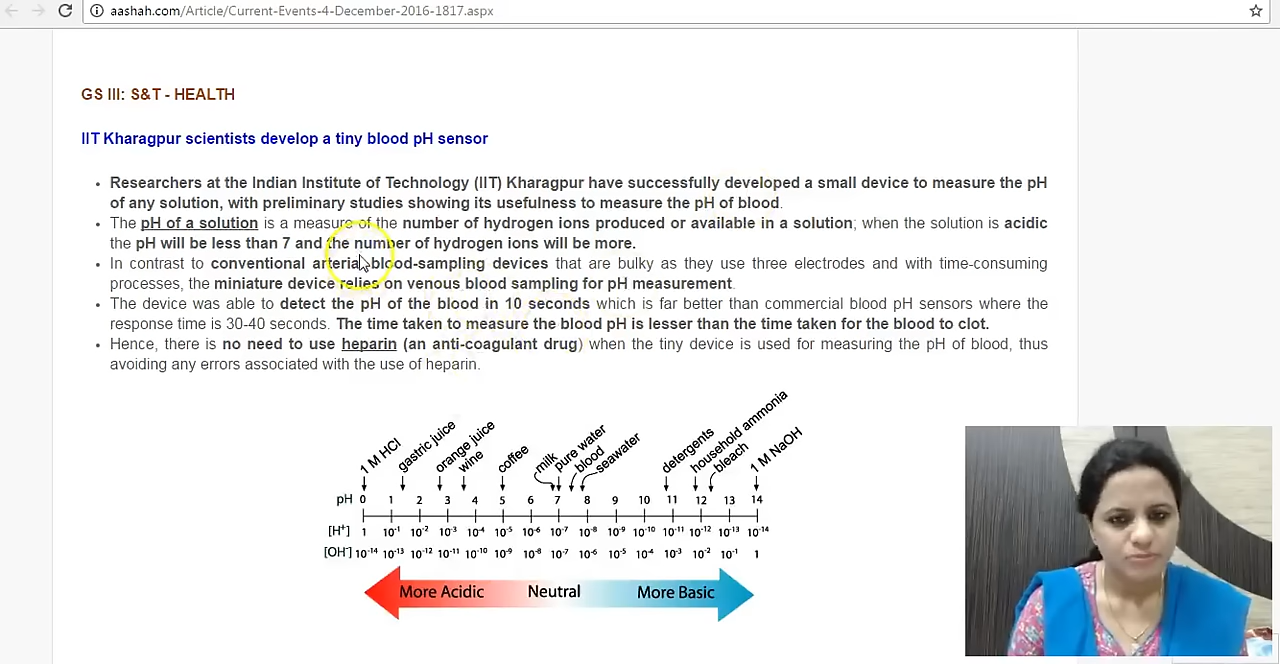 aashah.com/Article/Current-Events-4-December-2016-1817.aspx
GS III: S&T - HEALTH
IIT Kharagpur scientists develop a tiny blood pH sensor
• Researchers at the Indian Institute of Technology (IIT) Kharagpur have successfully developed a small device to measure the pH
of any solution, with preliminary studies showing its usefulness to measure the pH of blood.
• The pH of a solution is a measure of the number of hydrogen ions produced or available in a solution; when the solution is acidic
the pH will be less than 7 and the number of hydrogen ions will be more.
• In contrast to conventional arterial blood-sampling devices that are bulky as they use three electrodes and with time-consuming
processes, the miniature device relies on venous blood sampling for pH measurement.
• The device was able to detect the pH of the blood in 10 seconds which is far better than commercial blood pH sensors where the
response time is 30-40 seconds. The time taken to measure the blood pH is lesser than the time taken for the blood to clot.
• Hence, there is no need to use heparin (an anti-coagulant drug) when the tiny device is used for measuring the pH of blood, thus
avoiding any errors associated with the use of heparin.
1 M HCl
gastric juice
orange juice
wine
coffee
milk
pure water
blood
seawater
detergents
household ammonia
bleach
1 M NaOH
pH 0 1 2 3 4 5 6 7 8 9 10 11 12 13 14
[H⁺] 1 10⁻¹ 10⁻² 10⁻³ 10⁻⁴ 10⁻⁵ 10⁻⁶ 10⁻⁷ 10⁻⁸ 10⁻⁹ 10⁻¹⁰ 10⁻¹¹ 10⁻¹² 10⁻¹³ 10⁻¹⁴
[OH⁻] 10⁻¹⁴ 10⁻¹³ 10⁻¹² 10⁻¹¹ 10⁻¹⁰ 10⁻⁹ 10⁻⁸ 10⁻⁷ 10⁻⁶ 10⁻⁵ 10⁻⁴ 10⁻³ 10⁻² 10⁻¹ 1
More Acidic Neutral More Basic